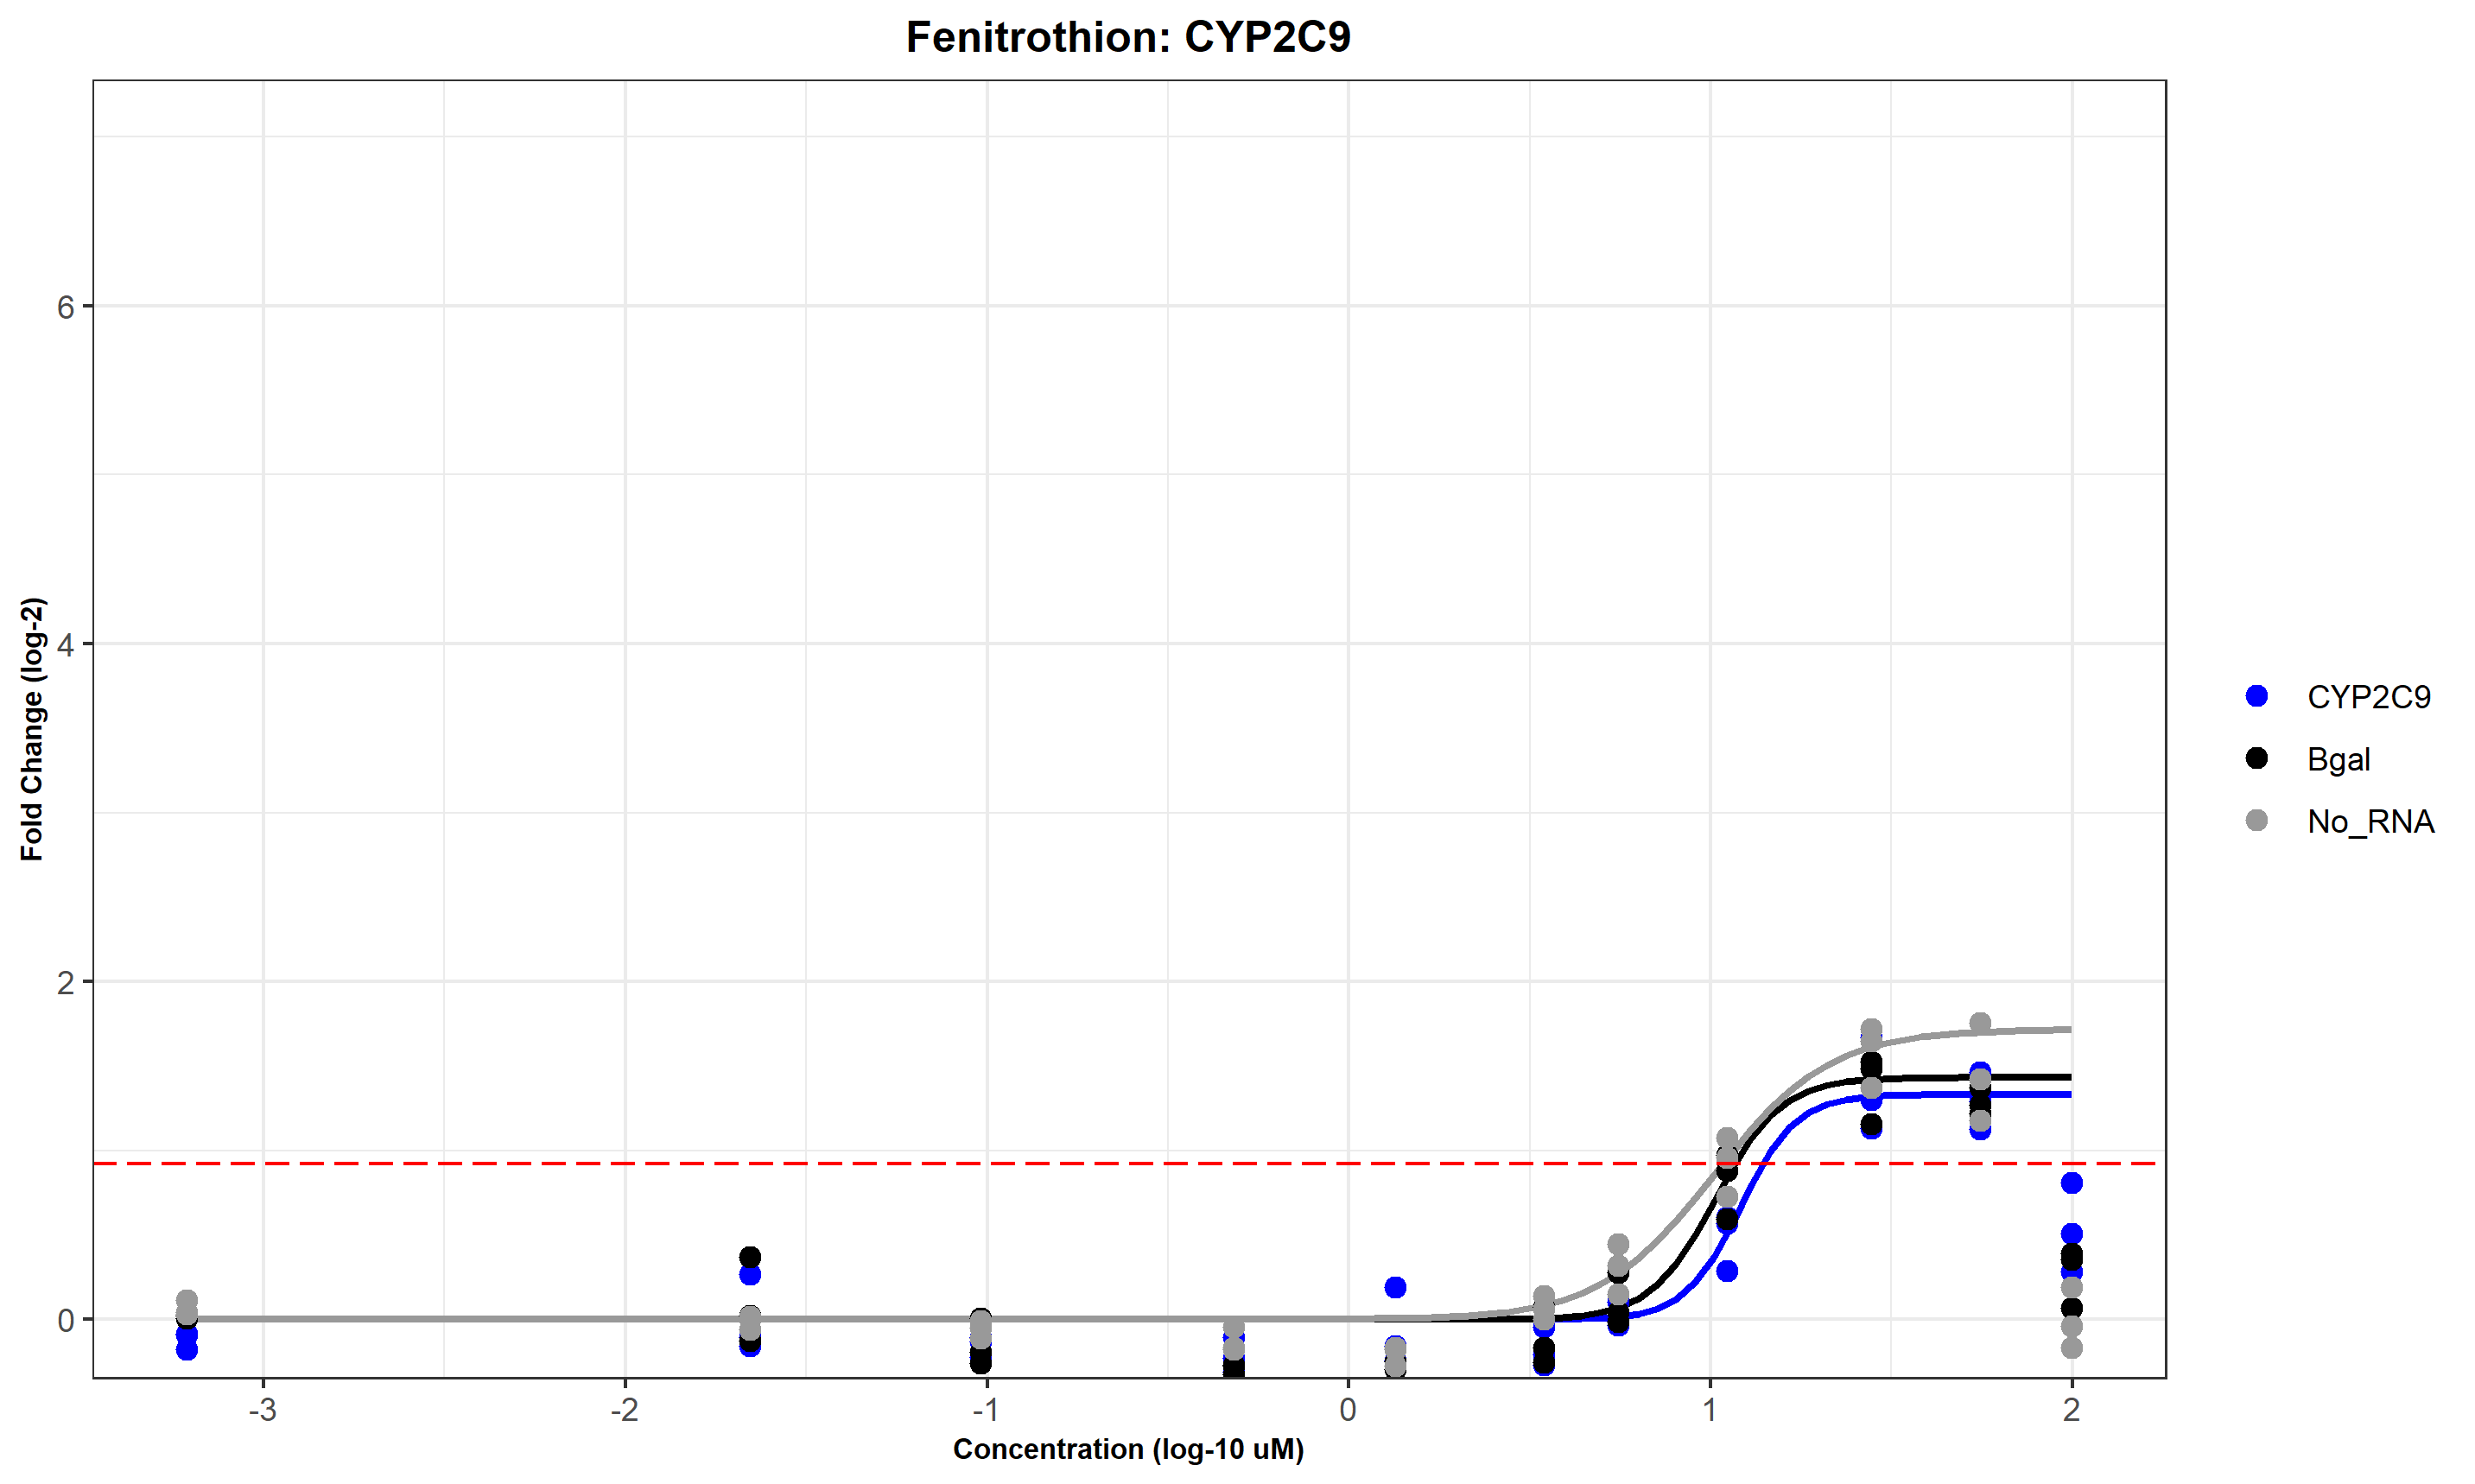 Fenitrothion: CYP2C9
Fold Change (log-2)
6
4
2
0
-3
-2
-1
0
1
2
Concentration (log-10 uM)
CYP2C9
Bgal
No_RNA